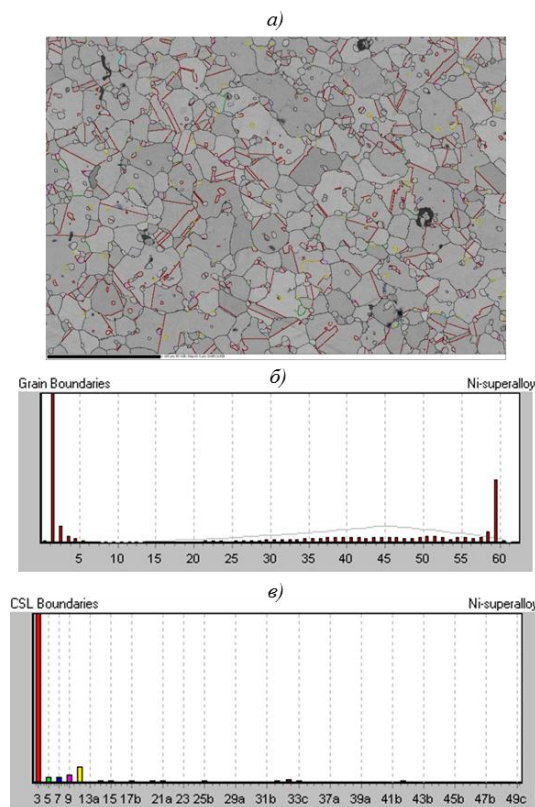 а)
б)
Grain Boundaries Ni-superalloy
5 10 15 20 25 30 35 40 45 50 55 60
в)
CSL Boundaries Ni-superalloy
3 5 7 9 13a 15 17b 21a 23 25b 29a 31b 33c 37a 39a 41b 43b 45b 47b 49c